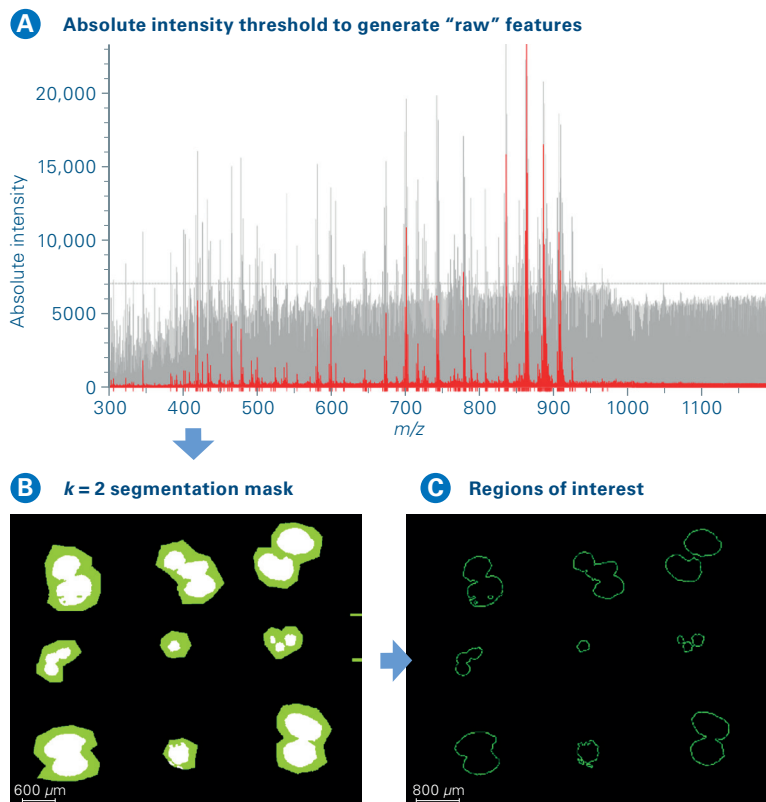 A Absolute intensity threshold to generate “raw” features
Absolute intensity
20,000
15,000
10,000
5000
0
300 400 500 600 700 800 900 1000 1100
m/z
B k = 2 segmentation mask
C Regions of interest
600 µm
800 µm